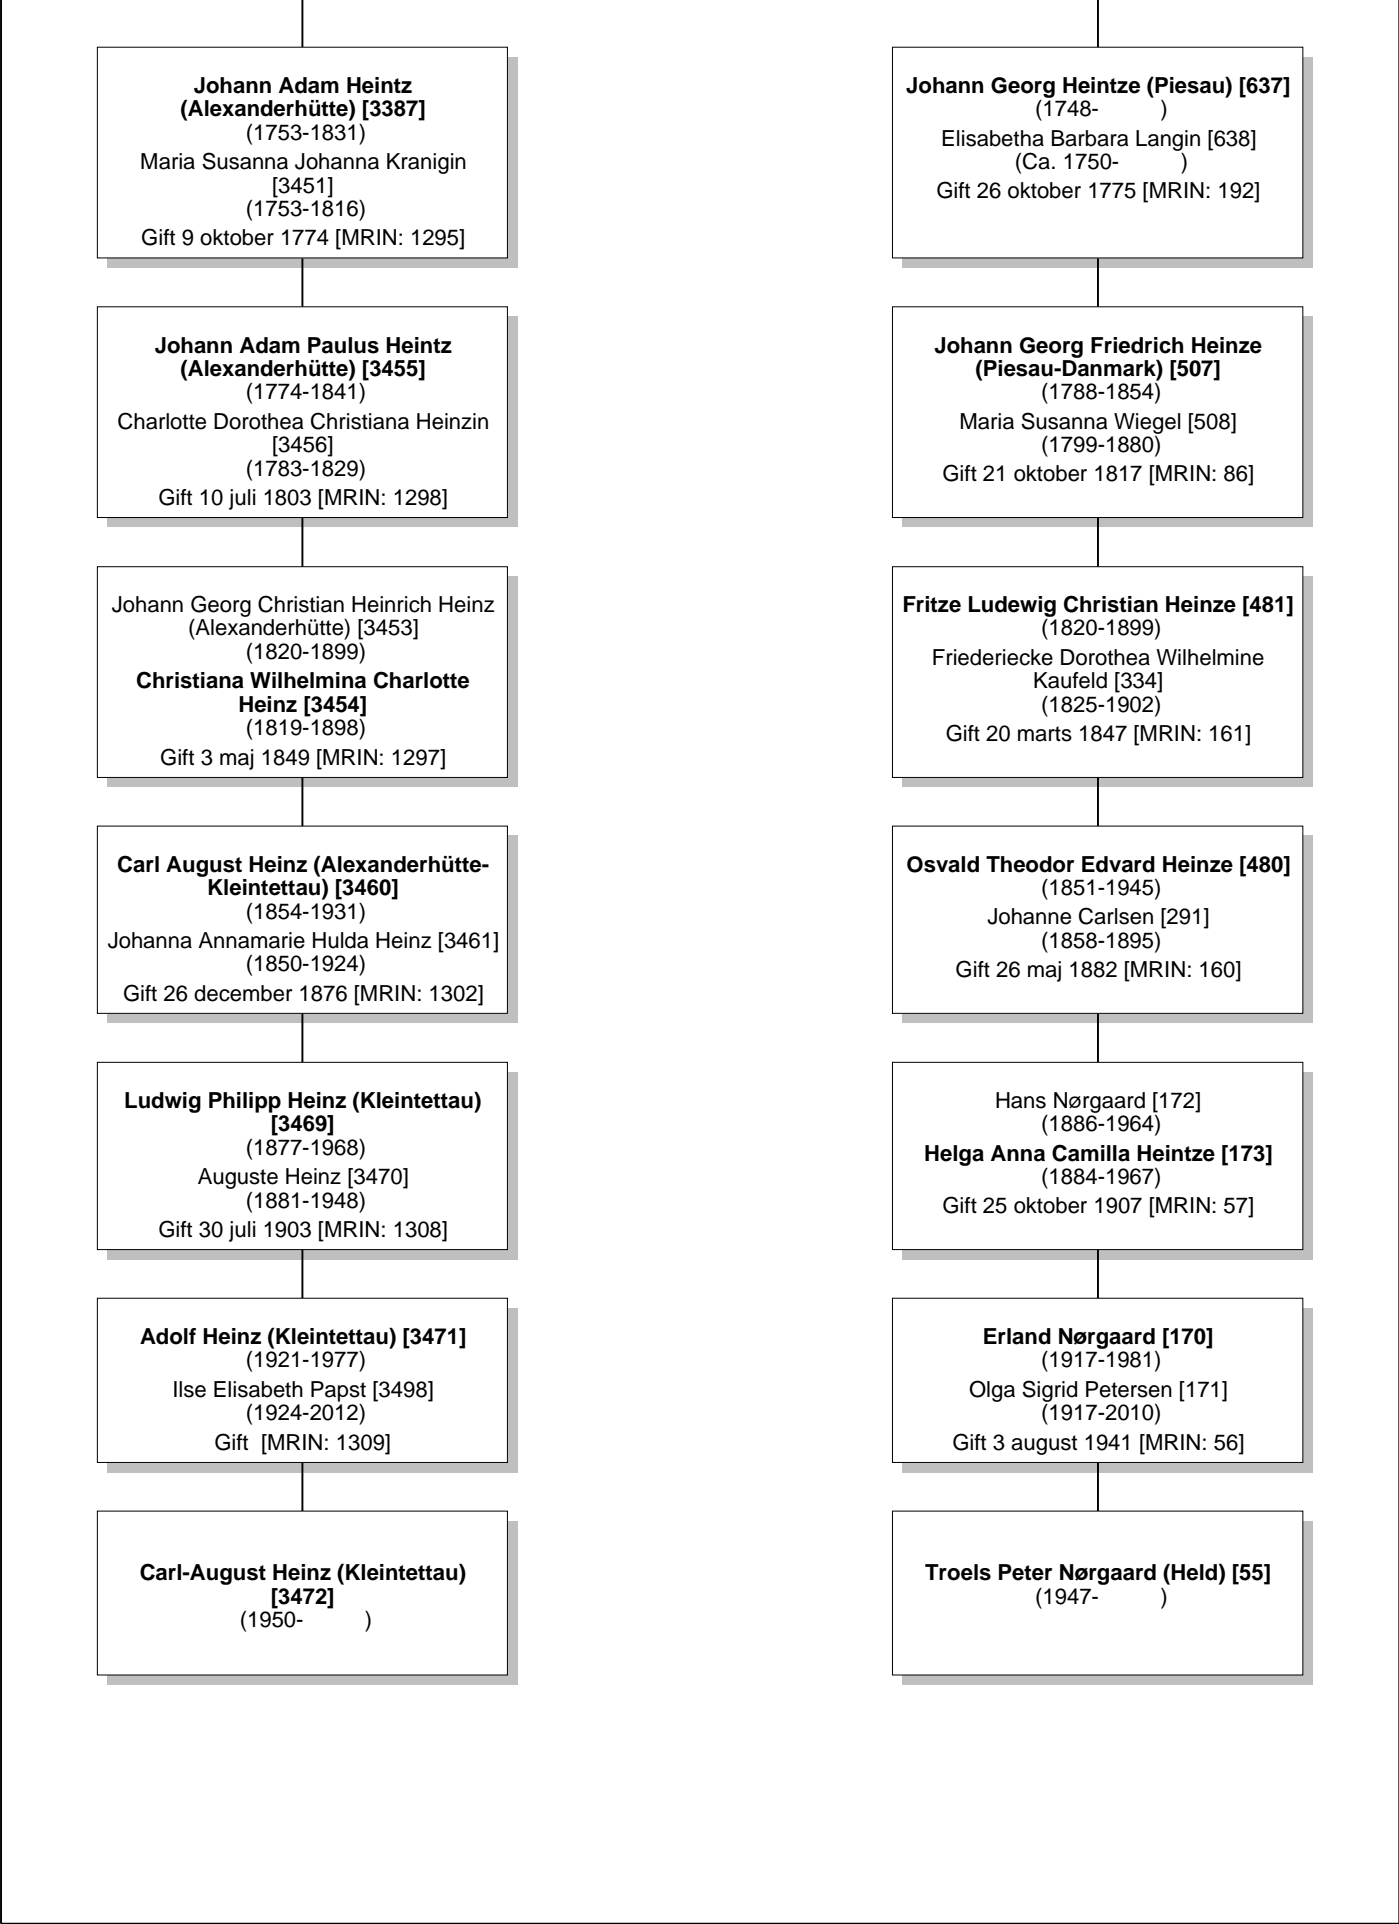 Johann Adam Heintz
(Alexanderhütte) [3387]
(1753-1831)
Maria Susanna Johanna Kranigin
[3451]
(1753-1816)
Gift 9 oktober 1774 [MRIN: 1295]
Johann Adam Paulus Heintz
(Alexanderhütte) [3455]
(1774-1841)
Charlotte Dorothea Christiana Heinzin
[3456]
(1783-1829)
Gift 10 juli 1803 [MRIN: 1298]
Johann Georg Christian Heinrich Heinz
(Alexanderhütte) [3453]
(1820-1899)
Christiana Wilhelmina Charlotte
Heinz [3454]
(1819-1898)
Gift 3 maj 1849 [MRIN: 1297]
Carl August Heinz (Alexanderhütte-
Kleintettau) [3460]
(1854-1931)
Johanna Annamarie Hulda Heinz [3461]
(1850-1924)
Gift 26 december 1876 [MRIN: 1302]
Ludwig Philipp Heinz (Kleintettau)
[3469]
(1877-1968)
Auguste Heinz [3470]
(1881-1948)
Gift 30 juli 1903 [MRIN: 1308]
Adolf Heinz (Kleintettau) [3471]
(1921-1977)
Ilse Elisabeth Papst [3498]
(1924-2012)
Gift  [MRIN: 1309]
Carl-August Heinz (Kleintettau)
[3472]
(1950-          )
Johann Georg Heintze (Piesau) [637]
(1748-          )
Elisabetha Barbara Langin [638]
(Ca. 1750-          )
Gift 26 oktober 1775 [MRIN: 192]
Johann Georg Friedrich Heinze
(Piesau-Danmark) [507]
(1788-1854)
Maria Susanna Wiegel [508]
(1799-1880)
Gift 21 oktober 1817 [MRIN: 86]
Fritze Ludewig Christian Heinze [481]
(1820-1899)
Friederiecke Dorothea Wilhelmine
Kaufeld [334]
(1825-1902)
Gift 20 marts 1847 [MRIN: 161]
Osvald Theodor Edvard Heinze [480]
(1851-1945)
Johanne Carlsen [291]
(1858-1895)
Gift 26 maj 1882 [MRIN: 160]
Hans Nørgaard [172]
(1886-1964)
Helga Anna Camilla Heintze [173]
(1884-1967)
Gift 25 oktober 1907 [MRIN: 57]
Erland Nørgaard [170]
(1917-1981)
Olga Sigrid Petersen [171]
(1917-2010)
Gift 3 august 1941 [MRIN: 56]
Troels Peter Nørgaard (Held) [55]
(1947-          )